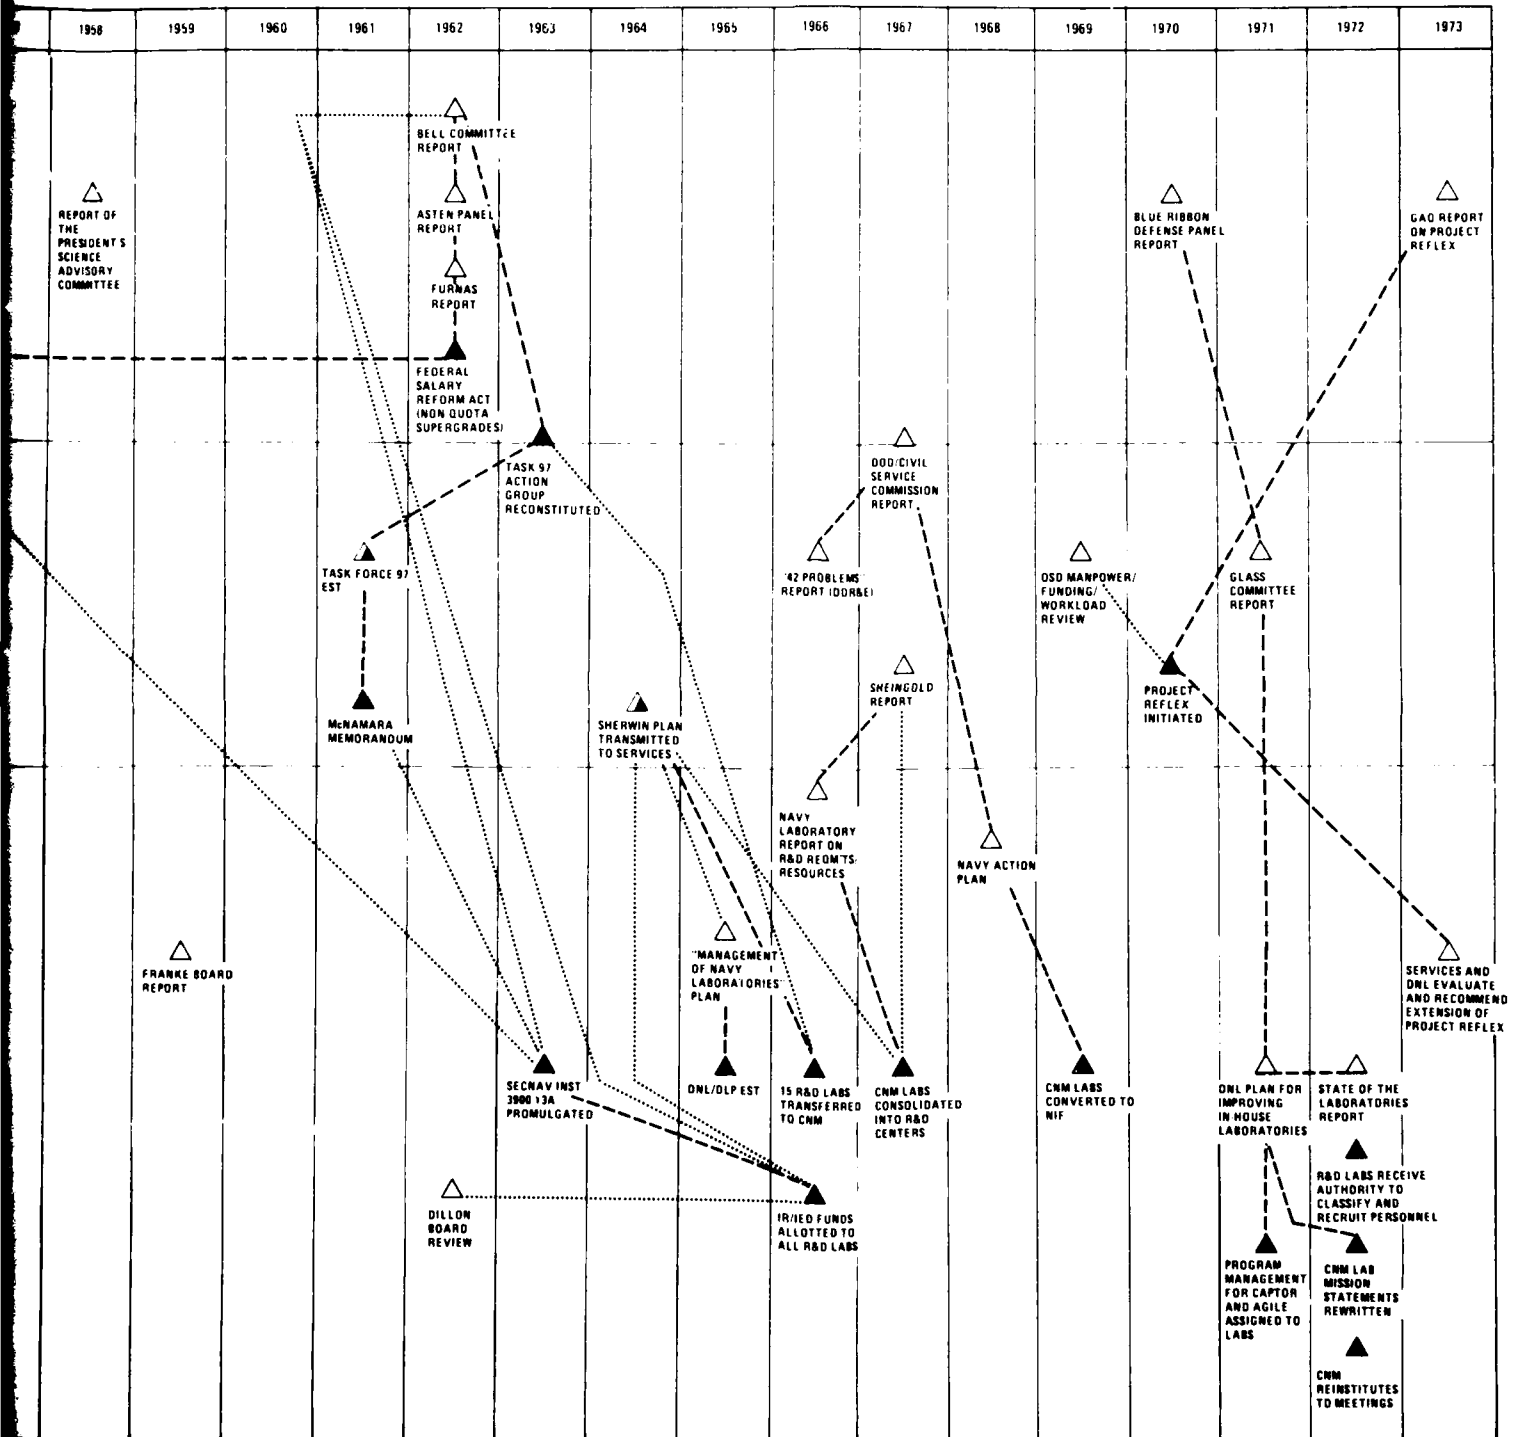 1958 1959 1960 1961 1962 1963 1964 1965 1966 1967 1968 1969 1970 1971 1972 1973
BELL COMMITTEE
REPORT
REPORT OF
THE
PRESIDENT'S
SCIENCE
ADVISORY
COMMITTEE
ASTEN PANEL
REPORT
BLUE RIBBON
DEFENSE PANEL
REPORT
GAO REPORT
ON PROJECT
REFLEX
FURNAS
REPORT
FEDERAL
SALARY
REFORM ACT
(NON QUOTA
SUPERGRADES)
TASK 97
ACTION
GROUP
RECONSTITUTED
DOD/CIVIL
SERVICE
COMMISSION
REPORT
TASK FORCE 97
EST
"42 PROBLEMS"
REPORT (DDR&E)
OSD MANPOWER/
FUNDING/
WORKLOAD
REVIEW
GLASS
COMMITTEE
REPORT
McNAMARA
MEMORANDUM
SHERWIN PLAN
TRANSMITTED
TO SERVICES
SHEINGOLD
REPORT
PROJECT
REFLEX
INITIATED
NAVY
LABORATORY
REPORT ON
R&D REQM'TS:
RESOURCES
NAVY ACTION
PLAN
FRANKE BOARD
REPORT
"MANAGEMENT
OF NAVY
LABORATORIES"
PLAN
SERVICES AND
DNL EVALUATE
AND RECOMMEND
EXTENSION OF
PROJECT REFLEX
SECNAV INST
3900 13A
PROMULGATED
DNL/DLP EST
15 R&D LABS
TRANSFERRED
TO CNM
CNM LABS
CONSOLIDATED
INTO R&D
CENTERS
CNM LABS
CONVERTED TO
NIF
DNL PLAN FOR
IMPROVING
IN-HOUSE
LABORATORIES
STATE OF THE
LABORATORIES
REPORT
R&D LABS RECEIVE
AUTHORITY TO
CLASSIFY AND
RECRUIT PERSONNEL
DILLON
BOARD
REVIEW
IR/IED FUNDS
ALLOTTED TO
ALL R&D LABS
PROGRAM
MANAGEMENT
FOR CAPTOR
AND AGILE
ASSIGNED TO
LABS
CNM LAB
MISSION
STATEMENTS
REWRITTEN
CNM
REINSTITUTES
TD MEETINGS